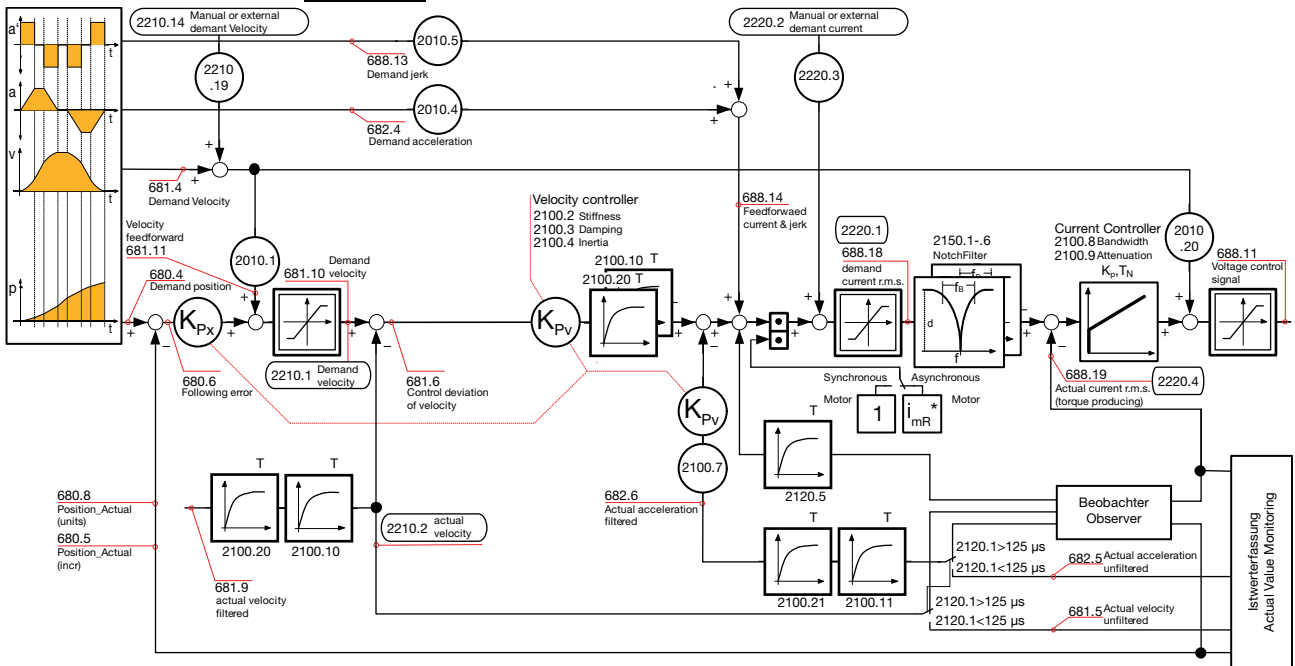 2210.14 Manual or external
demant Velocity
2220.2 Manual or external
demant current
a'
t
2010.5
688.13
Demand jerk
2210
.19
2220.3
a
t
2010.4
682.4
Demand acceleration
. +
+
+
+
v
t
681.4
Demand Velocity
Velocity
feedforward
681.11
680.4
Demand position
2010.1
681.10
Demand
velocity
Velocity controller
2100.2 Stiffness
2100.3 Damping
2100.4 Inertia
2100.10 T
2100.20 T
688.14
Feedforwaed
current & jerk
2220.1
688.18
demand
current r.m.s.
2150.1-.6
NotchFilter
fB
d
f
Current Controller
2100.8 Bandwidth
2100.9 Attenuation
Kp,TN
2010
.20
688.11
Voltage control
signal
p
t
+
−
KPx
+
+
+
−
KPv
+
+
+
+
+
+
−
+
+
+
680.6
Following error
2210.1 Demand
velocity
681.6
Control deviation
of velocity
KPv
2100.7
Synchronous
Asynchronous
Motor
Motor
1
imR*
688.19
Actual current r.m.s.
(torque producing)
2220.4
T
2120.5
680.8
Position_Actual
(units)
680.5
Position_Actual
(incr)
T
T
2100.20
2100.10
681.9
actual velocity
filtered
2210.2 actual
velocity
682.6
Actual acceleration
filtered
T
T
2100.21
2100.11
Beobachter
Observer
2120.1>125 µs
2120.1<125 µs
682.5 Actual acceleration
unfiltered
2120.1>125 µs
2120.1<125 µs
681.5 Actual velocity
unfiltered
Istwerterfassung
Actual Value Monitoring